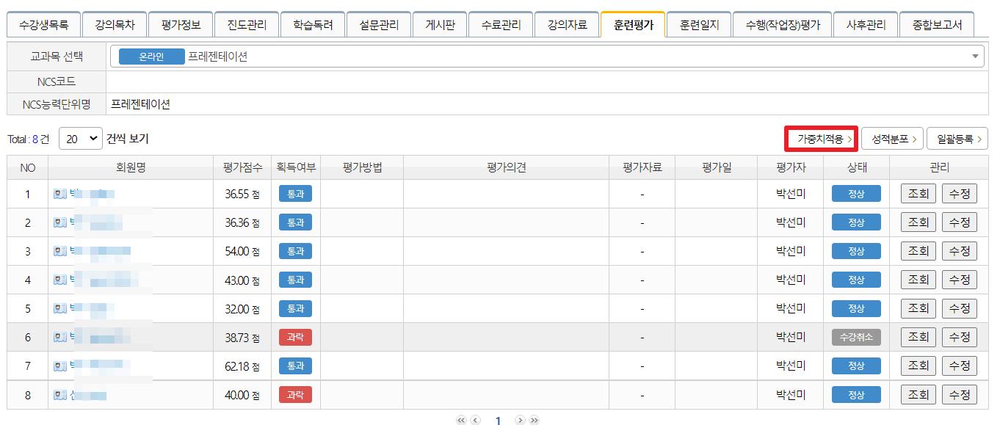 수강생목록 강의목차 평가정보 진도관리 학습독려 설문관리 게시판 수료관리 강의자료 훈련평가 훈련일지 수행(작업장)평가 사후관리 종합보고서
교과목 선택 온라인 프레젠테이션
NCS코드
NCS능력단위명 프레젠테이션
Total : 8 건 20 건씩 보기 가중치적용 성적분포 일괄등록
NO 회원명 평가점수 획득여부 평가방법 평가의견 평가자료 평가일 평가자 상태 관리
1 36.55 점 통과 - 박선미 정상 조회 수정
2 36.36 점 통과 - 박선미 정상 조회 수정
3 54.00 점 통과 - 박선미 정상 조회 수정
4 43.00 점 통과 - 박선미 정상 조회 수정
5 32.00 점 통과 - 박선미 정상 조회 수정
6 38.73 점 과락 - 박선미 수강취소 조회 수정
7 62.18 점 통과 - 박선미 정상 조회 수정
8 40.00 점 과락 - 박선미 정상 조회 수정
1